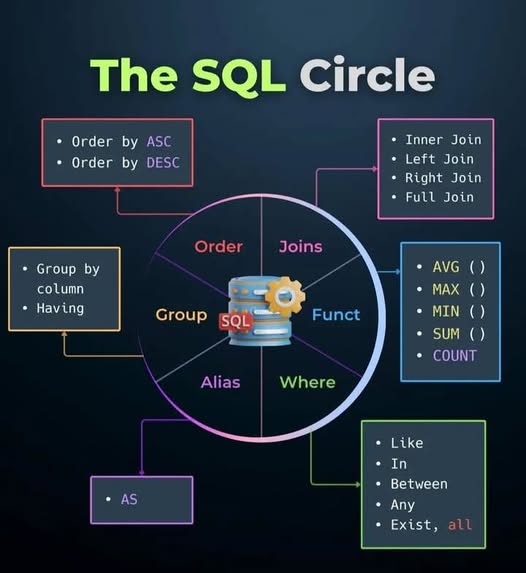 The SQL Circle
• Order by ASC
• Order by DESC
• Inner Join
• Left Join
• Right Join
• Full Join
Order
Joins
• Group by
column
• Having
Group
SQL
Funct
• AVG ()
• MAX ()
• MIN ()
• SUM ()
• COUNT
Alias
Where
• AS
• Like
• In
• Between
• Any
• Exist, all